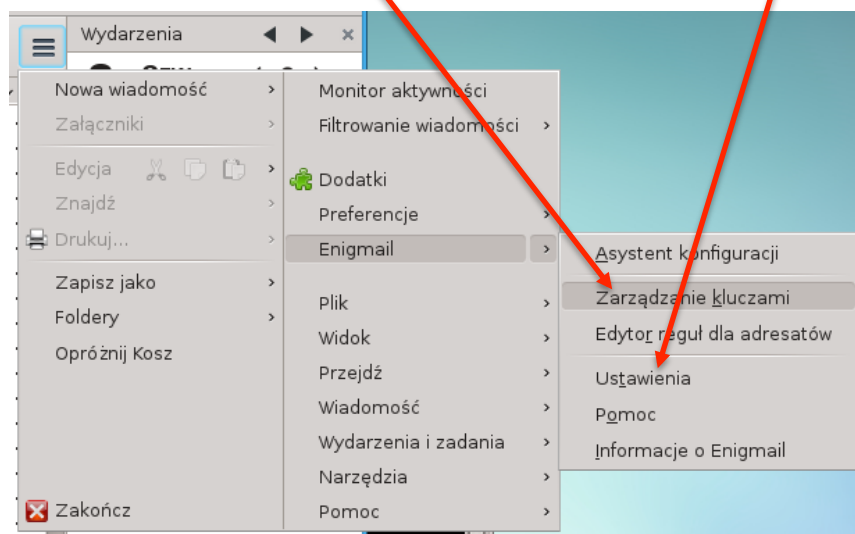 Wydarzenia
Nowa wiadomość
Załączniki
Edycja
Znajdź
Drukuj...
Zapisz jako
Foldery
Opróżnij Kosz
Zakończ
Monitor aktywności
Filtrowanie wiadomości
Dodatki
Preferencje
Enigmail
Plik
Widok
Przejdź
Wiadomość
Wydarzenia i zadania
Narzędzia
Pomoc
Asystent konfiguracji
Zarządzanie kluczami
Edytor reguł dla adresatów
Ustawienia
Pomoc
Informacje o Enigmail